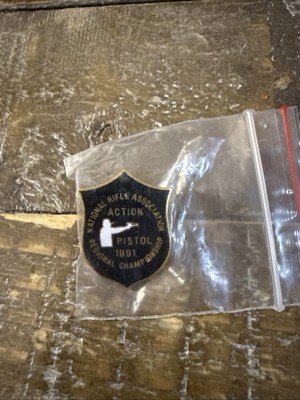 NATIONAL RIFLE ASSOCIATION
ACTION
PISTOL
1991
REGIONAL CHAMPIONSHIP